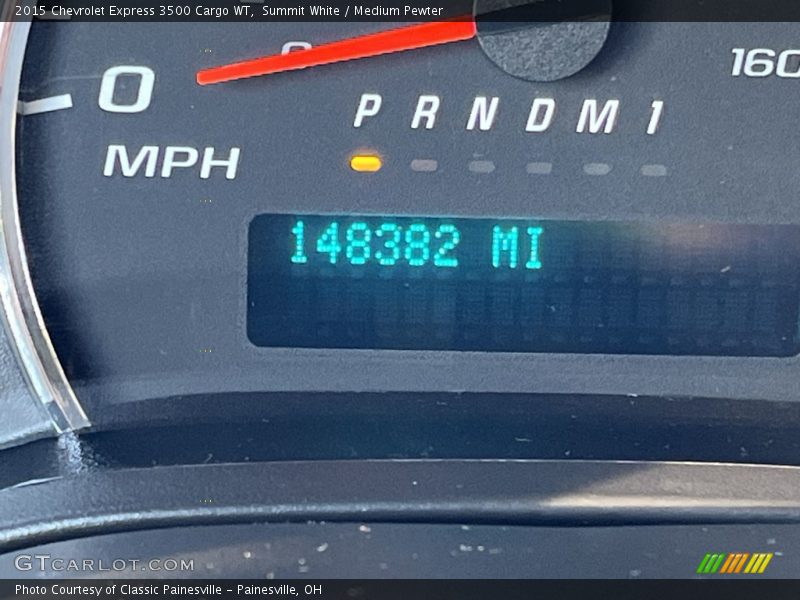 2015 Chevrolet Express 3500 Cargo WT, Summit White / Medium Pewter
0
0
160
MPH
P R N D M 1
148382 MI
GTCARLOT.COM
Photo Courtesy of Classic Painesville - Painesville, OH